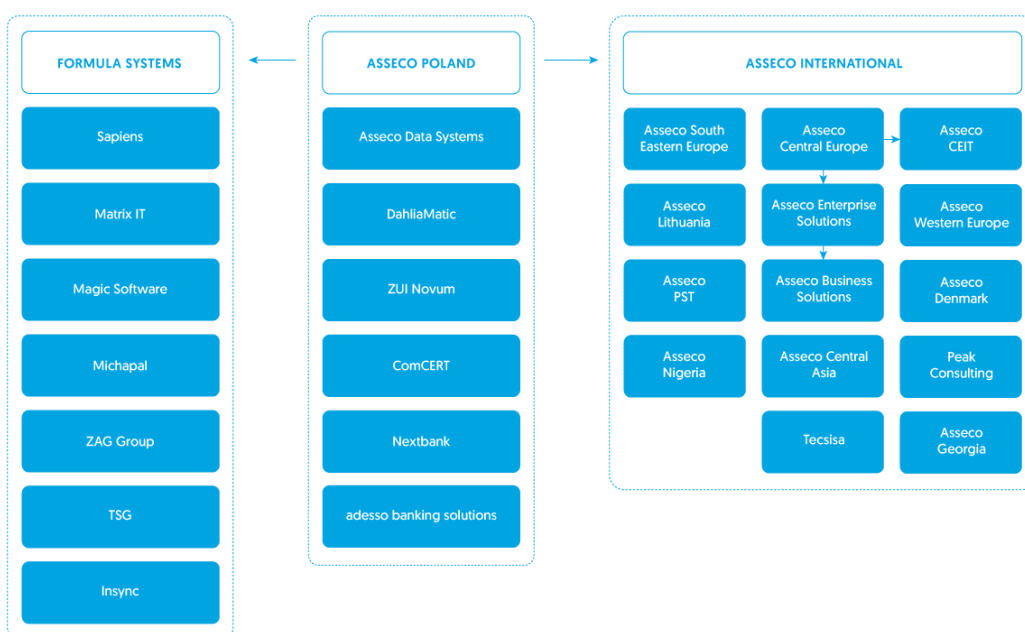 FORMULA SYSTEMS
Sapiens
Matrix IT
Magic Software
Michapal
ZAG Group
TSG
Insync
ASSECO POLAND
Asseco Data Systems
DahliaMatic
ZUI Novum
ComCERT
Nextbank
adesso banking solutions
ASSECO INTERNATIONAL
Asseco South
Eastern Europe
Asseco
Central Europe
Asseco
CEIT
Asseco
Lithuania
Asseco Enterprise
Solutions
Asseco
Western Europe
Asseco
PST
Asseco Business
Solutions
Asseco
Denmark
Asseco
Nigeria
Asseco Central
Asia
Peak
Consulting
Tecsisa
Asseco
Georgia